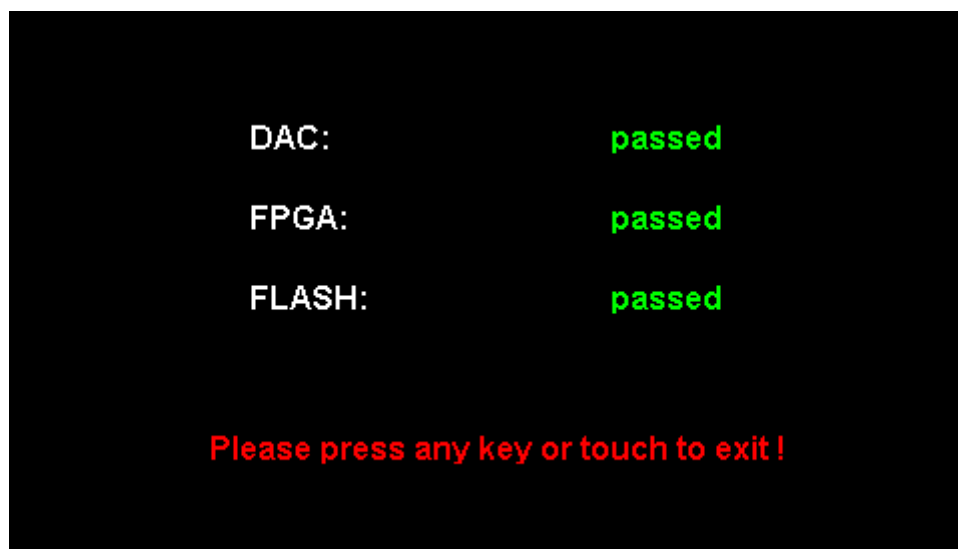 DAC: passed
FPGA: passed
FLASH: passed
Please press any key or touch to exit !